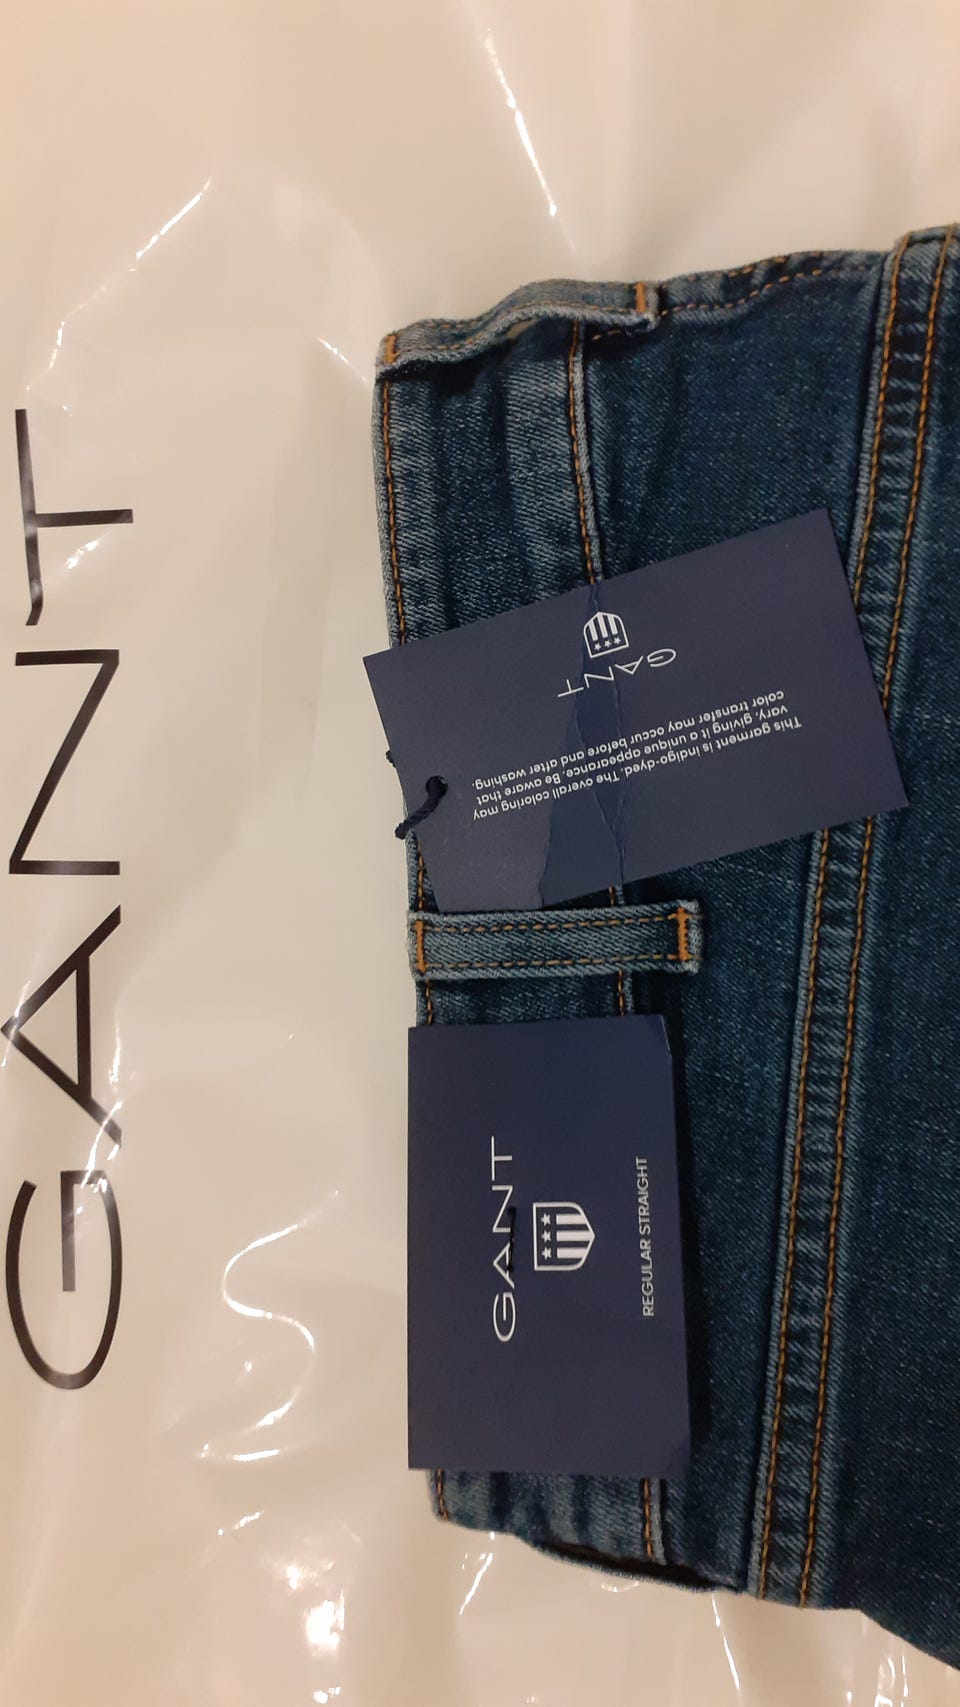 GANT
GANT
This garment is indigo-dyed. The overall coloring may
vary, giving it a unique appearance. Be aware that
color transfer may occur before and after washing.
GANT
REGULAR STRAIGHT